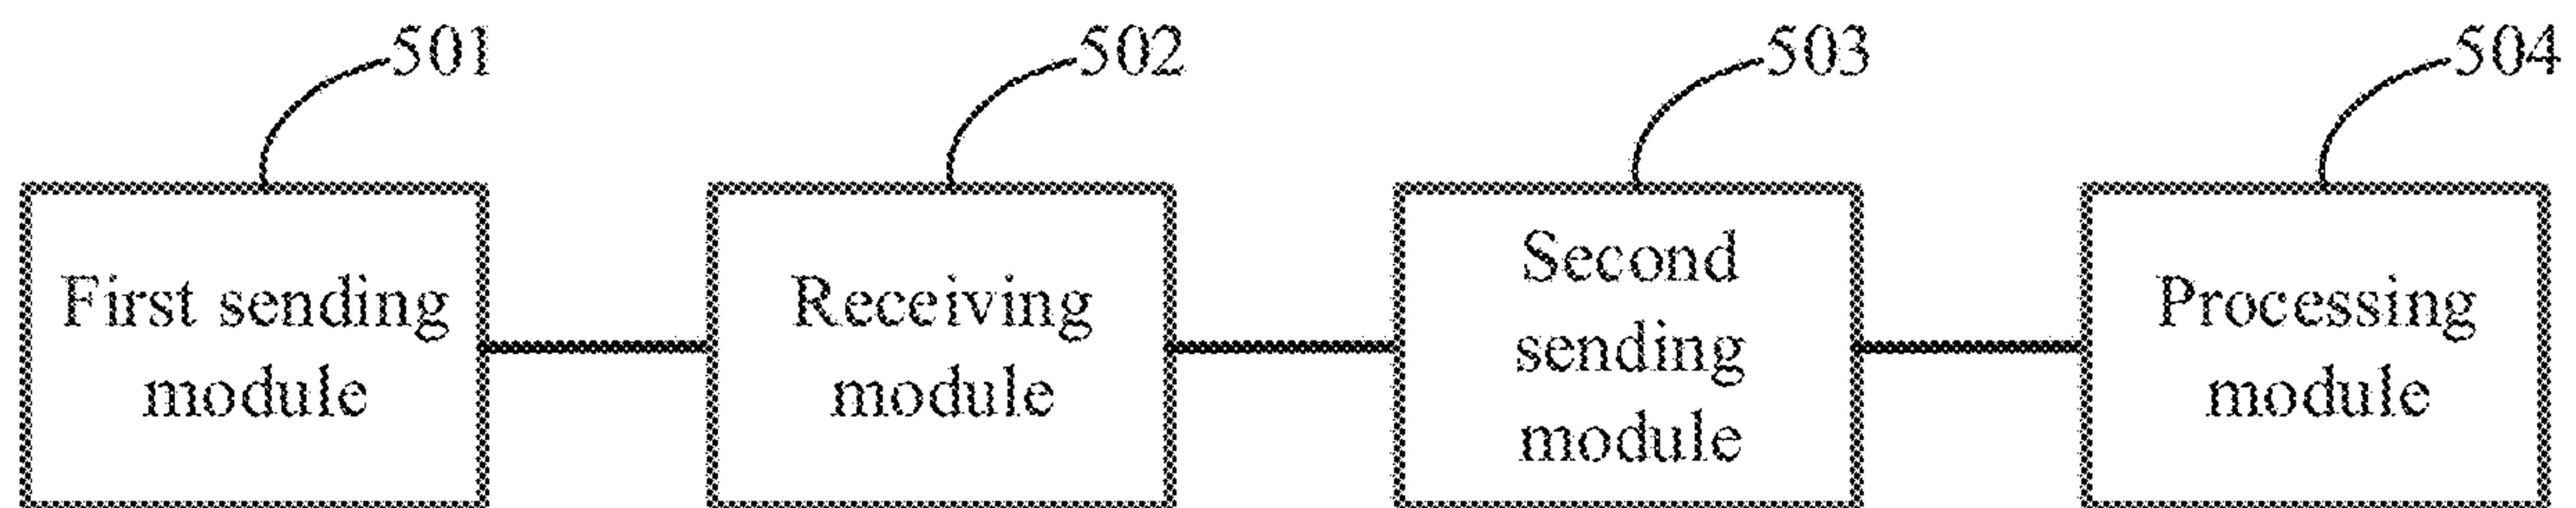 501
502
503
504
First sending
module
Receiving
module
Second
sending
module
Processing
module